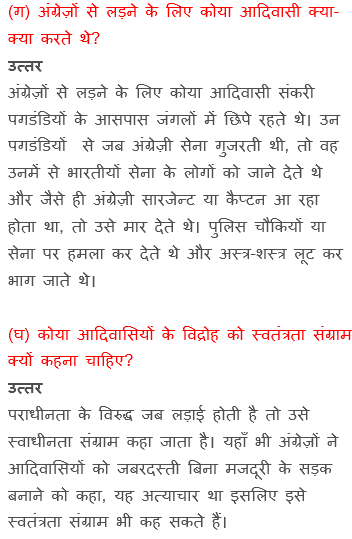 (ग) अंग्रेज़ों से लड़ने के लिए कोया आदिवासी क्या-
क्या करते थे?
उत्तर
अंग्रेज़ों से लड़ने के लिए कोया आदिवासी संकरी
पगडंडियों के आसपास जंगलों में छिपे रहते थे। उन
पगडंडियों से जब अंग्रेज़ी सेना गुजरती थी, तो वह
उनमें से भारतीयों सेना के लोगों को जाने देते थे
और जैसे ही अंग्रेज़ी सारजेन्ट या कैप्टन आ रहा
होता था, तो उसे मार देते थे। पुलिस चौकियों या
सेना पर हमला कर देते थे और अस्त्र-शस्त्र लूट कर
भाग जाते थे।
(घ) कोया आदिवासियों के विद्रोह को स्वतंत्रता संग्राम
क्यों कहना चाहिए?
उत्तर
पराधीनता के विरुद्ध जब लड़ाई होती है तो उसे
स्वाधीनता संग्राम कहा जाता है। यहाँ भी अंग्रेज़ों ने
आदिवासियों को जबरदस्ती बिना मजदूरी के सड़क
बनाने को कहा, यह अत्याचार था इसलिए इसे
स्वतंत्रता संग्राम भी कह सकते हैं।